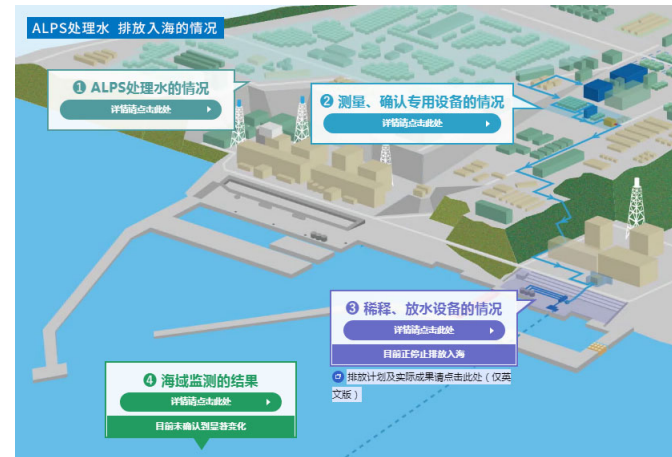 ALPS处理水 排放入海的情况
❶ ALPS处理水的情况
详情请点击此处
❷ 测量、确认专用设备的情况
详情请点击此处
❸ 稀释、放水设备的情况
详情请点击此处
目前正停止排放入海
排放计划及实际成果请点击此处（仅英
文版）
❹ 海域监测的结果
详情请点击此处
目前未确认到显著变化